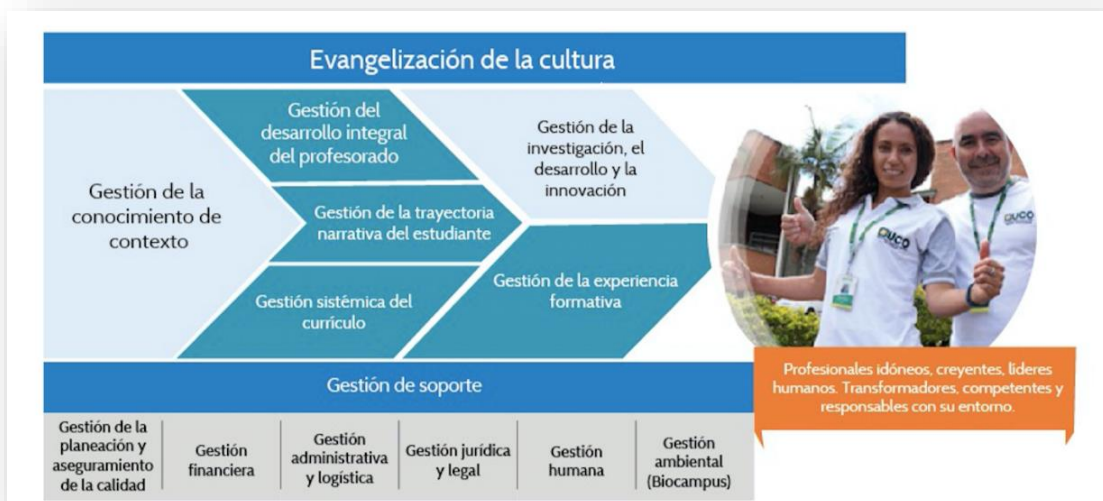 Evangelización de la cultura
Gestión de la
conocimiento de
contexto
Gestión del
desarrollo integral
del profesorado
Gestión de la trayectoria
narrativa del estudiante
Gestión sistémica del
currículo
Gestión de la
investigación, el
desarrollo y la
innovación
Gestión de la experiencia
formativa
UCO
UCO
Profesionales idóneos, creyentes, líderes
humanos. Transformadores, competentes y
responsables con su entorno.
Gestión de soporte
Gestión de la
planeación y
aseguramiento
de la calidad
Gestión
financiera
Gestión
administrativa
y logística
Gestión jurídica
y legal
Gestión
humana
Gestión
ambiental
(Biocampus)